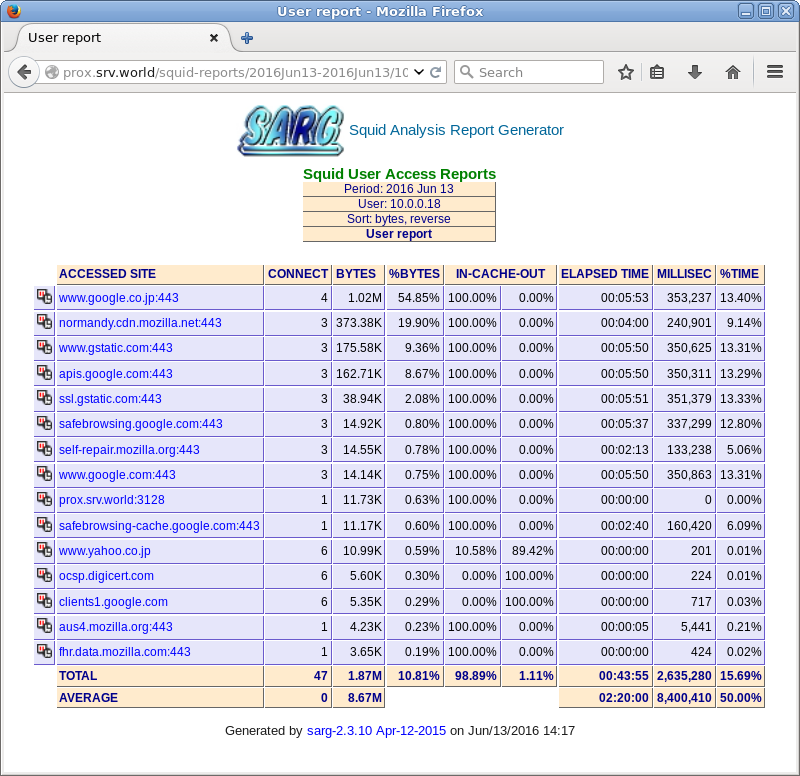 User report - Mozilla Firefox
User report
prox.srv.world/squid-reports/2016Jun13-2016Jun13/10
Search
SARG Squid Analysis Report Generator
Squid User Access Reports
Period: 2016 Jun 13
User: 10.0.0.18
Sort: bytes, reverse
User report
ACCESSED SITE CONNECT BYTES %BYTES IN-CACHE-OUT ELAPSED TIME MILLISEC %TIME
www.google.co.jp:443 4 1.02M 54.85% 100.00% 0.00% 00:05:53 353,237 13.40%
normandy.cdn.mozilla.net:443 3 373.38K 19.90% 100.00% 0.00% 00:04:00 240,901 9.14%
www.gstatic.com:443 3 175.58K 9.36% 100.00% 0.00% 00:05:50 350,625 13.31%
apis.google.com:443 3 162.71K 8.67% 100.00% 0.00% 00:05:50 350,311 13.29%
ssl.gstatic.com:443 3 38.94K 2.08% 100.00% 0.00% 00:05:51 351,379 13.33%
safebrowsing.google.com:443 3 14.92K 0.80% 100.00% 0.00% 00:05:37 337,299 12.80%
self-repair.mozilla.org:443 3 14.55K 0.78% 100.00% 0.00% 00:02:13 133,238 5.06%
www.google.com:443 3 14.14K 0.75% 100.00% 0.00% 00:05:50 350,863 13.31%
prox.srv.world:3128 1 11.73K 0.63% 100.00% 0.00% 00:00:00 0 0.00%
safebrowsing-cache.google.com:443 1 11.17K 0.60% 100.00% 0.00% 00:02:40 160,420 6.09%
www.yahoo.co.jp 6 10.99K 0.59% 10.58% 89.42% 00:00:00 201 0.01%
ocsp.digicert.com 6 5.60K 0.30% 0.00% 100.00% 00:00:00 224 0.01%
clients1.google.com 6 5.35K 0.29% 0.00% 100.00% 00:00:00 717 0.03%
aus4.mozilla.org:443 1 4.23K 0.23% 100.00% 0.00% 00:00:05 5,441 0.21%
fhr.data.mozilla.com:443 1 3.65K 0.19% 100.00% 0.00% 00:00:00 424 0.02%
TOTAL 47 1.87M 10.81% 98.89% 1.11% 00:43:55 2,635,280 15.69%
AVERAGE 0 8.67M 02:20:00 8,400,410 50.00%
Generated by sarg-2.3.10 Apr-12-2015 on Jun/13/2016 14:17